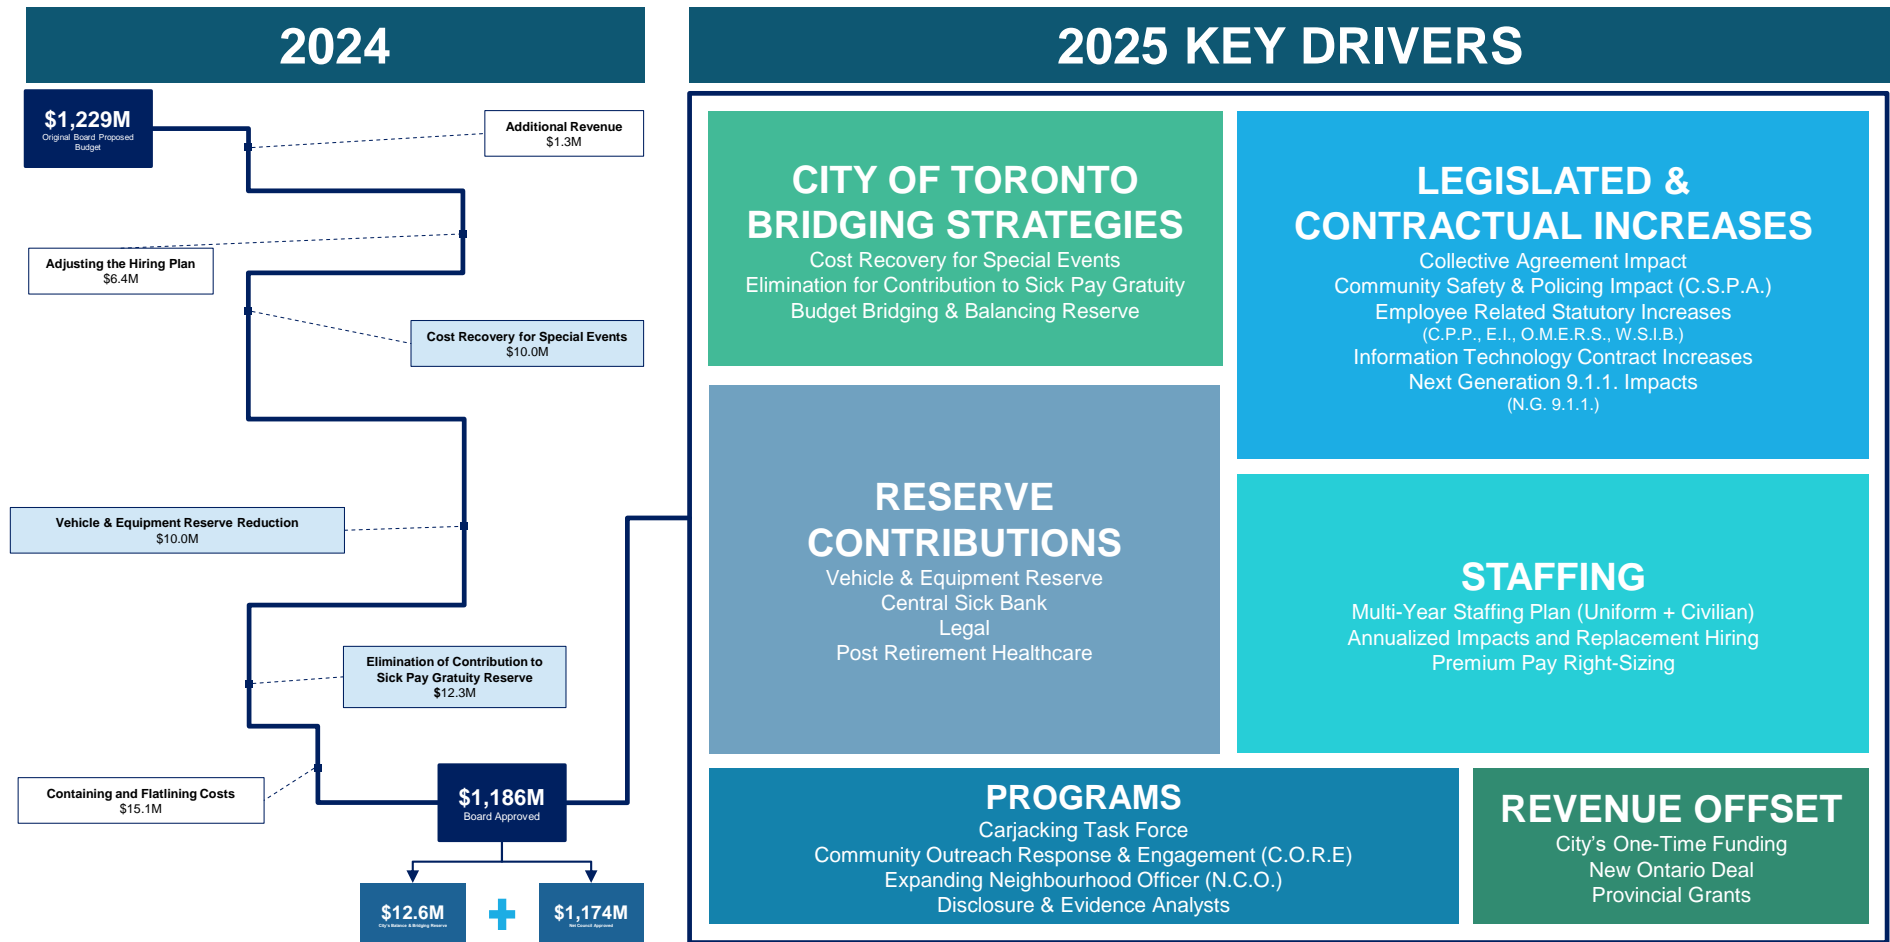 2024
$1,229M
Original Board Proposed
Budget
Additional Revenue
$1.3M
Adjusting the Hiring Plan
$6.4M
Cost Recovery for Special Events
$10.0M
Vehicle & Equipment Reserve Reduction
$10.0M
Elimination of Contribution to
Sick Pay Gratuity Reserve
$12.3M
Containing and Flatlining Costs
$15.1M
$1,186M
Board Approved
$12.6M
City's Balance & Bridging Reserve
$1,174M
Net Council Approved
2025 KEY DRIVERS
CITY OF TORONTO
BRIDGING STRATEGIES
Cost Recovery for Special Events
Elimination for Contribution to Sick Pay Gratuity
Budget Bridging & Balancing Reserve
LEGISLATED &
CONTRACTUAL INCREASES
Collective Agreement Impact
Community Safety & Policing Impact (C.S.P.A.)
Employee Related Statutory Increases
(C.P.P., E.I., O.M.E.R.S., W.S.I.B.)
Information Technology Contract Increases
Next Generation 9.1.1. Impacts
(N.G. 9.1.1.)
RESERVE
CONTRIBUTIONS
Vehicle & Equipment Reserve
Central Sick Bank
Legal
Post Retirement Healthcare
STAFFING
Multi-Year Staffing Plan (Uniform + Civilian)
Annualized Impacts and Replacement Hiring
Premium Pay Right-Sizing
PROGRAMS
Carjacking Task Force
Community Outreach Response & Engagement (C.O.R.E)
Expanding Neighbourhood Officer (N.C.O.)
Disclosure & Evidence Analysts
REVENUE OFFSET
City's One-Time Funding
New Ontario Deal
Provincial Grants